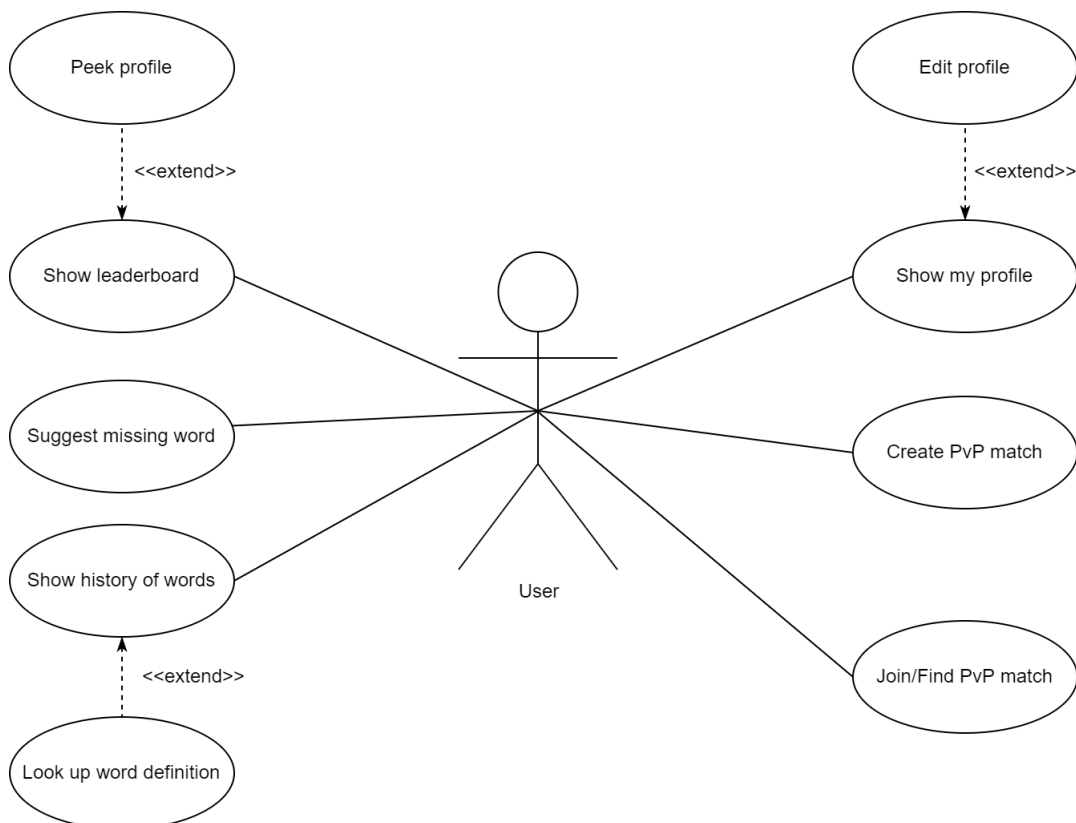 Peek profile
Edit profile
<<extend>>
<<extend>>
Show leaderboard
Show my profile
Suggest missing word
Create PvP match
Show history of words
User
<<extend>>
Join/Find PvP match
Look up word definition